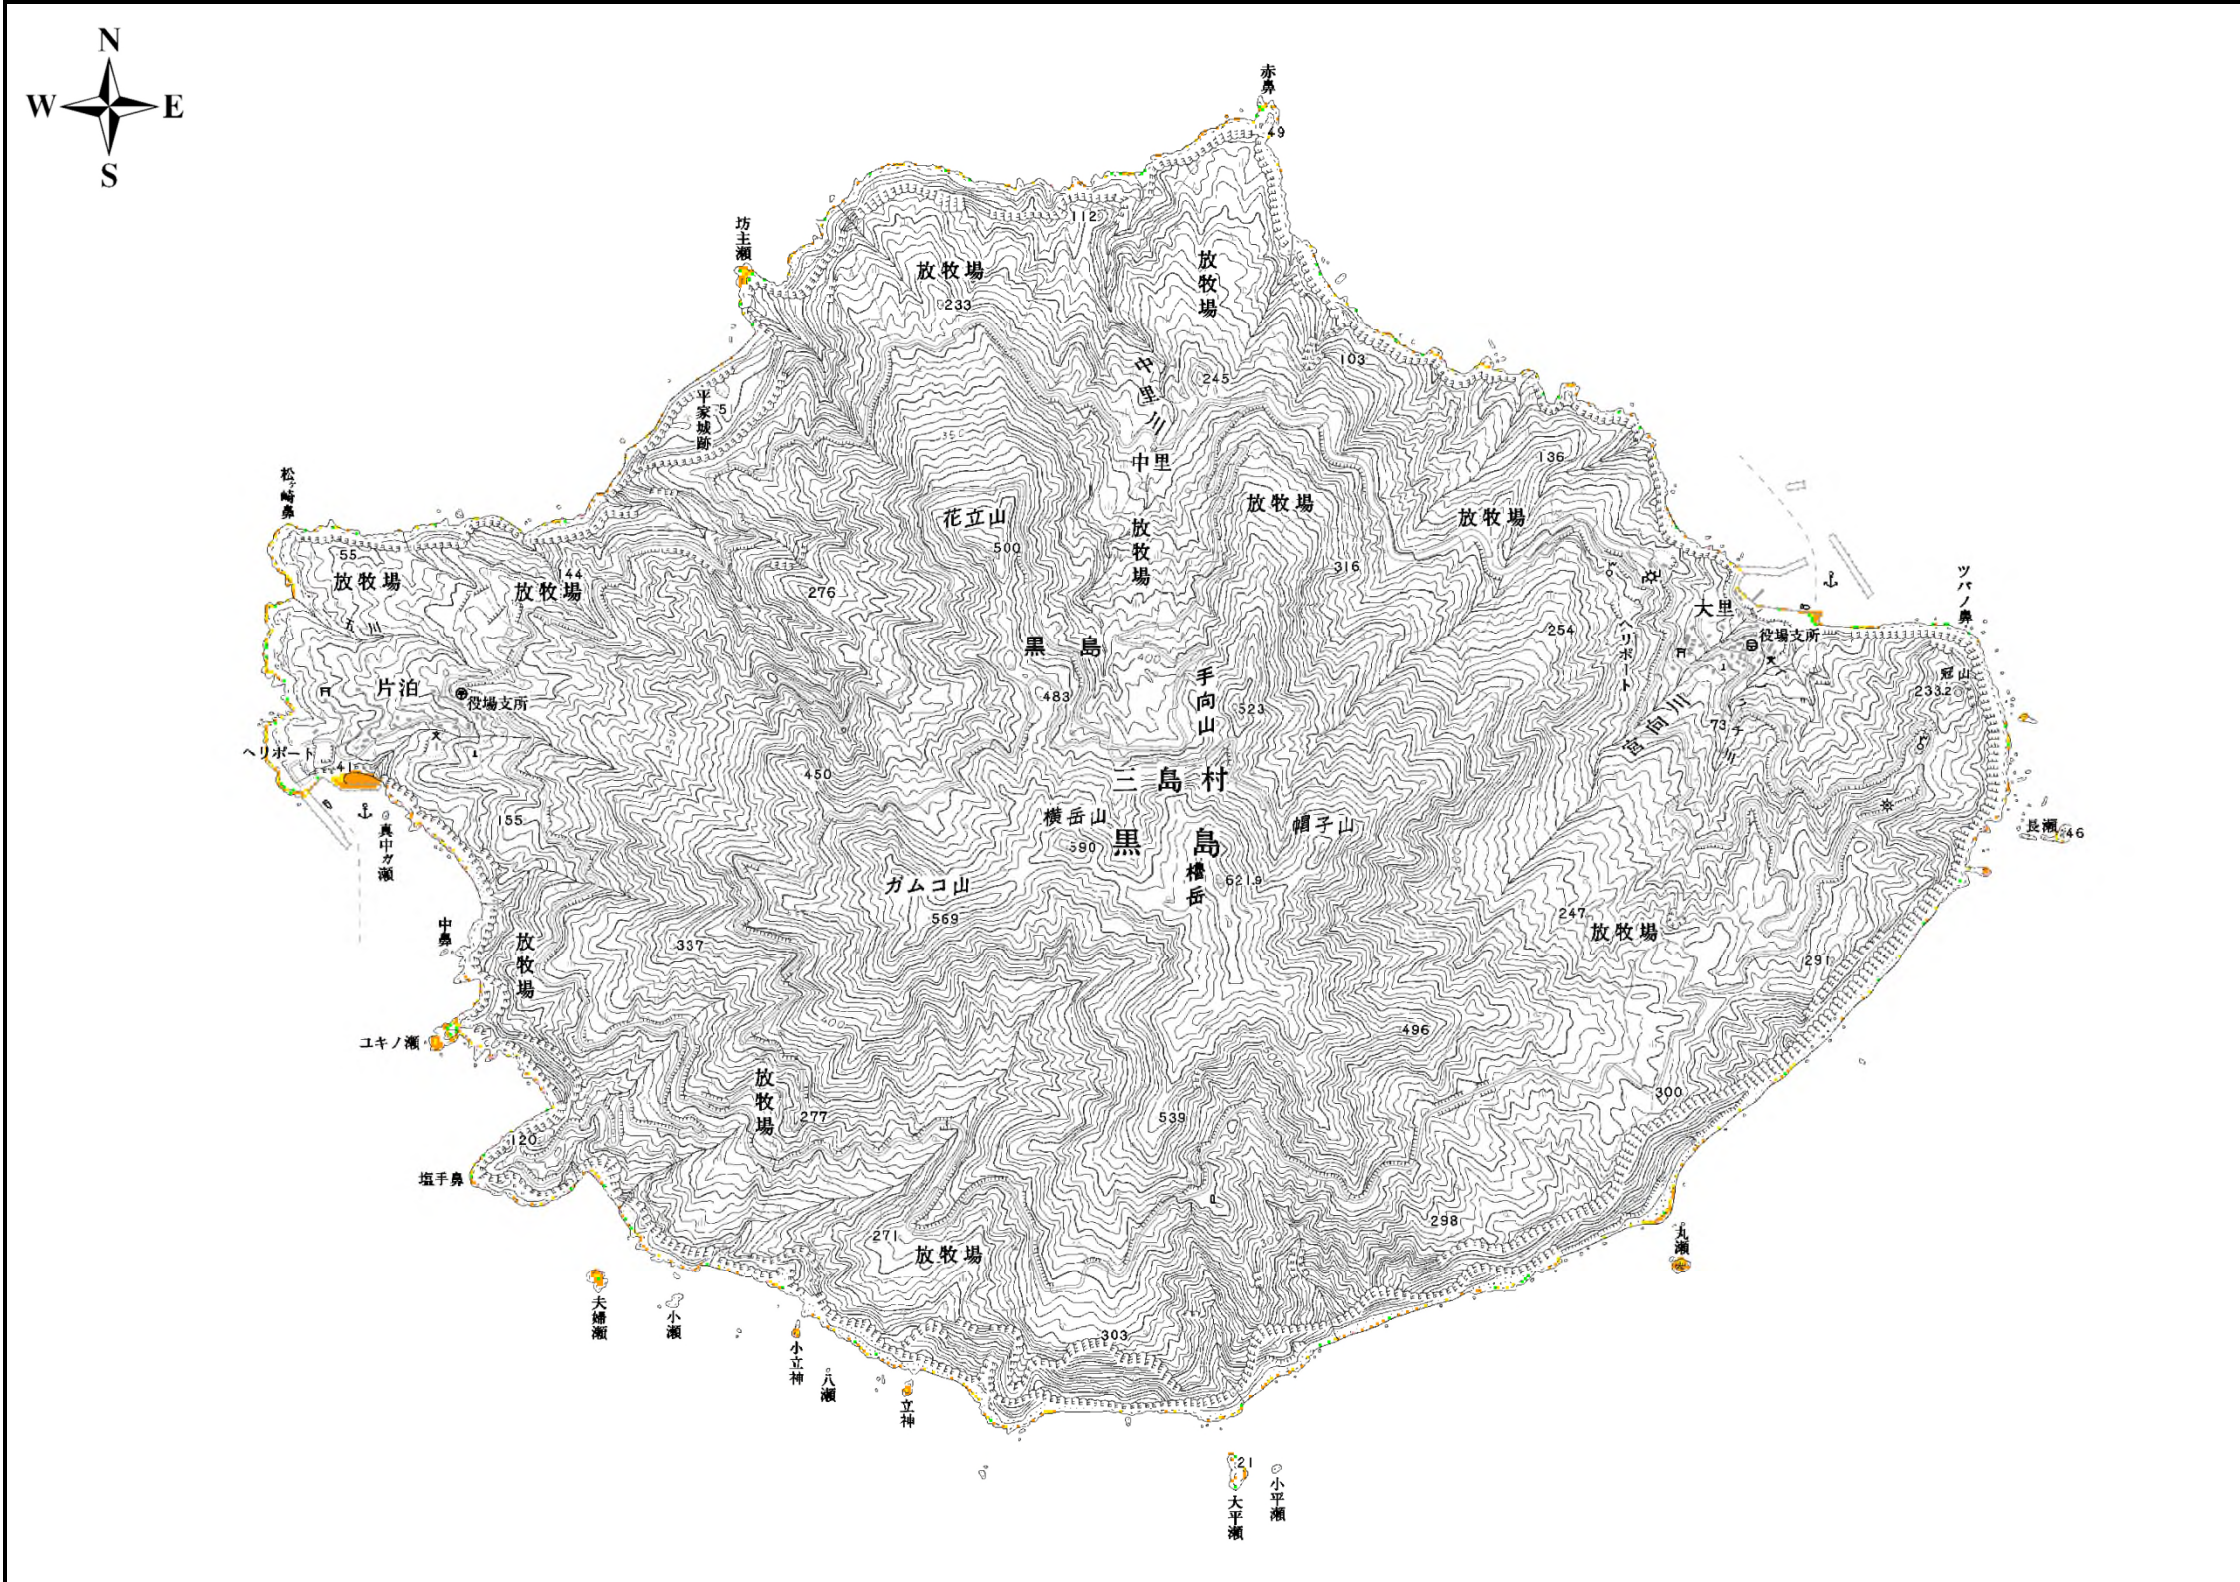 N
W E
S
赤鼻
49
坊主瀬
112
放牧場
放牧場
233
中里川
103
245
平家城跡
5
350
中里
136
松ヶ崎鼻
放牧場
放牧場
花立山
放牧場
500
55
放牧場
144
放牧場
276
316
ツバノ鼻
大里
役場支所
ヘリポート
254
黒島
400
手向山
冠山
233.2
片泊
役場支所
483
523
宮向川
73
ヘリポート
41
450
三島村
横岳山
帽子山
黒島
長瀬
46
真中ガ瀬
155
590
櫓岳
621.9
ガムコ山
569
247
放牧場
中鼻
放牧場
337
291
400
496
ユキノ瀬
放牧場
277
539
300
120
塩手鼻
271
放牧場
298
丸瀬
夫婦瀬
小瀬
小立神
八瀬
立神
303
21
大平瀬
小平瀬